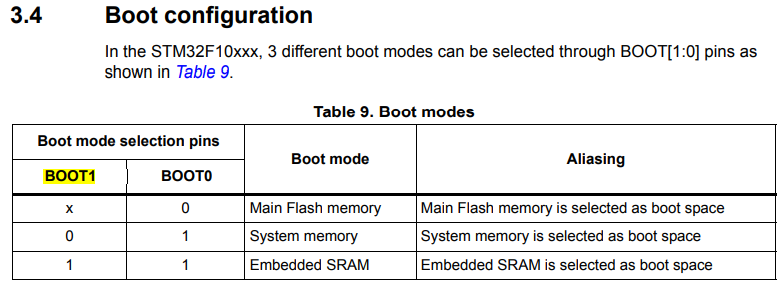 3.4 Boot configuration
In the STM32F10xxx, 3 different boot modes can be selected through BOOT[1:0] pins as
shown in Table 9.
Table 9. Boot modes
Boot mode selection pins Boot mode Aliasing
BOOT1 BOOT0
x 0 Main Flash memory Main Flash memory is selected as boot space
0 1 System memory System memory is selected as boot space
1 1 Embedded SRAM Embedded SRAM is selected as boot space